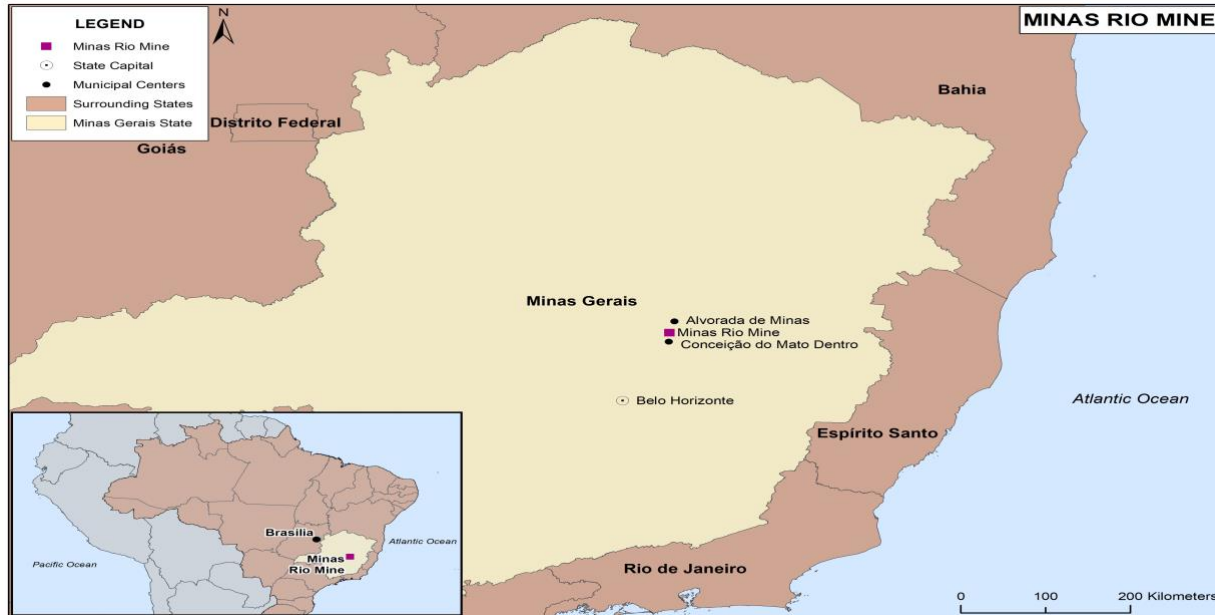 MINAS RIO MINE
LEGEND
N
Minas Rio Mine
State Capital
Municipal Centers
Surrounding States
Minas Gerais State
Bahia
Distrito Federal
Goiás
Minas Gerais
Alvorada de Minas
Minas Rio Mine
Conceição do Mato Dentro
Belo Horizonte
Atlantic Ocean
Espírito Santo
Rio de Janeiro
Brasilia
Atlantic Ocean
Minas
Rio Mine
Pacific Ocean
0 100 200 Kilometers